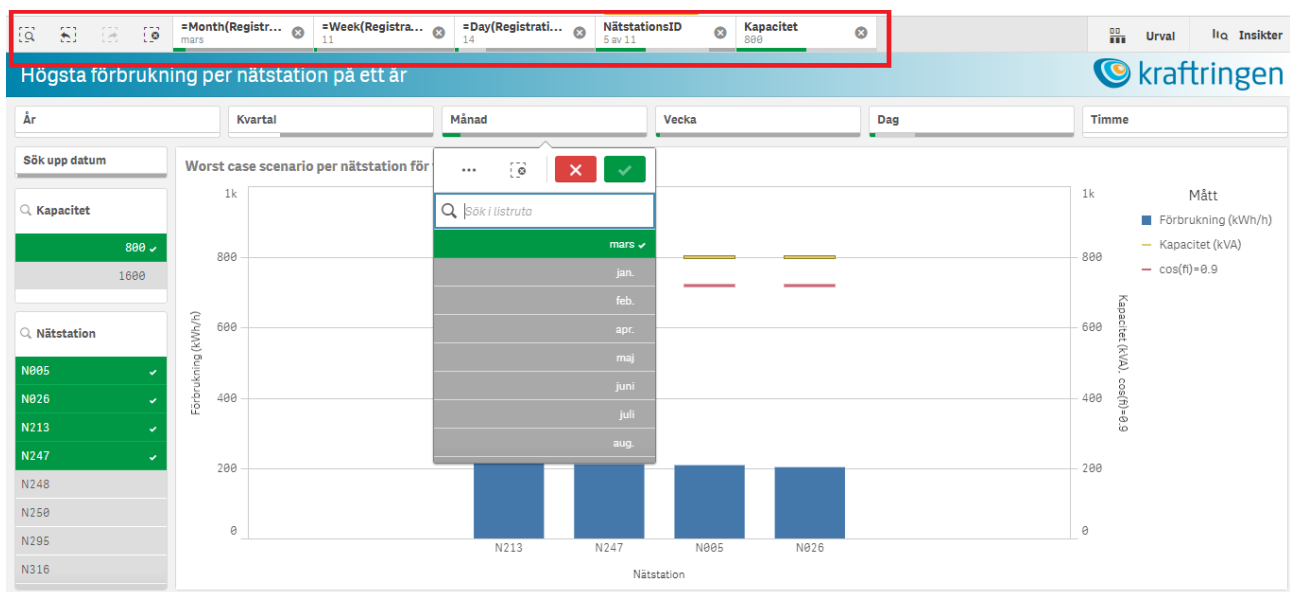 =Month(Registr...
mars
=Week(Registra...
11
=Day(Registrati...
14
NätstationsID
5 av 11
Kapacitet
800
Urval
Insikter
Högsta förbrukning per nätstation på ett år
kraftringen
År
Kvartal
Månad
Vecka
Dag
Timme
Sök upp datum
Kapacitet
800
1600
Nätstation
N005
N026
N213
N247
N248
N250
N295
N316
Worst case scenario per nätstation för
...
Sök i listruta
mars
jan.
feb.
apr.
maj
juni
juli
aug.
Förbrukning (kWh/h)
1k
800
600
400
200
0
N213
N247
N005
N026
Nätstation
1k
800
600
400
200
0
Kapacitet (kVA), cos(fi)=0.9
Mått
Förbrukning (kWh/h)
Kapacitet (kVA)
cos(fi)=0.9